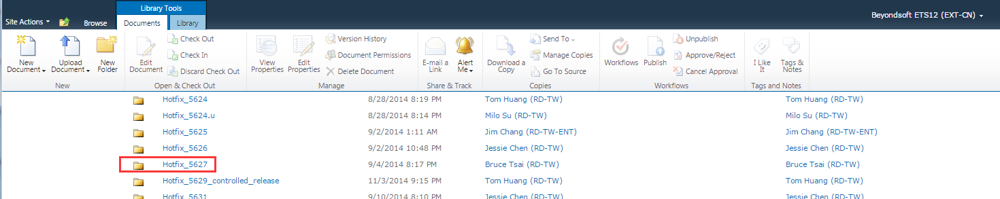 Library Tools
Beyondsoft ETS12 (EXT-CN)
Site Actions Browse Documents Library
New Document
Upload Document
New Folder
New
Edit Document
Check Out
Check In
Discard Check Out
Open & Check Out
View Properties
Edit Properties
Version History
Document Permissions
Delete Document
Manage
E-mail a Link
Alert Me
Share & Track
Download a Copy
Send To
Manage Copies
Go To Source
Copies
Workflows
Publish
Unpublish
Approve/Reject
Cancel Approval
Workflows
I Like It
Tags & Notes
Tags and Notes
Hotfix_5624 8/28/2014 8:19 PM Tom Huang (RD-TW) Tom Huang (RD-TW)
Hotfix_5624.u 8/28/2014 8:14 PM Milo Su (RD-TW) Milo Su (RD-TW)
Hotfix_5625 9/2/2014 1:11 AM Jim Chang (RD-TW-ENT) Jim Chang (RD-TW-ENT)
Hotfix_5626 9/2/2014 10:48 PM Jessie Chen (RD-TW) Jessie Chen (RD-TW)
Hotfix_5627 9/4/2014 8:17 PM Bruce Tsai (RD-TW) Bruce Tsai (RD-TW)
Hotfix_5629_controlled_release 11/3/2014 9:15 PM Tom Huang (RD-TW) Tom Huang (RD-TW)
Hotfix_5631 9/10/2014 8:10 PM Jessie Chen (RD-TW) Jessie Chen (RD-TW)